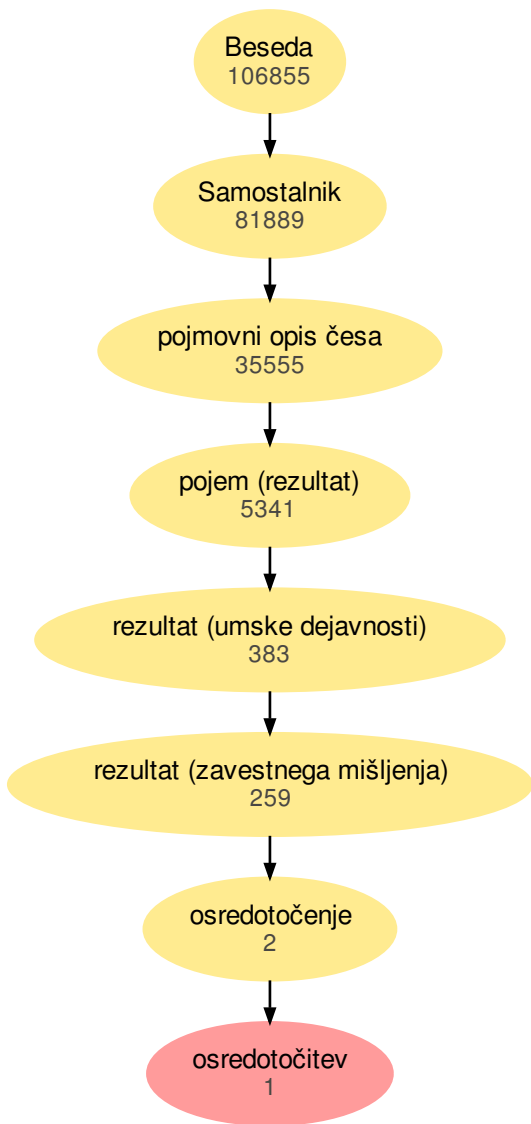 Beseda
106855
Samostalnik
81889
pojmovni opis česa
35555
pojem (rezultat)
5341
rezultat (umske dejavnosti)
383
rezultat (zavestnega mišljenja)
259
osredotočenje
2
osredotočitev
1